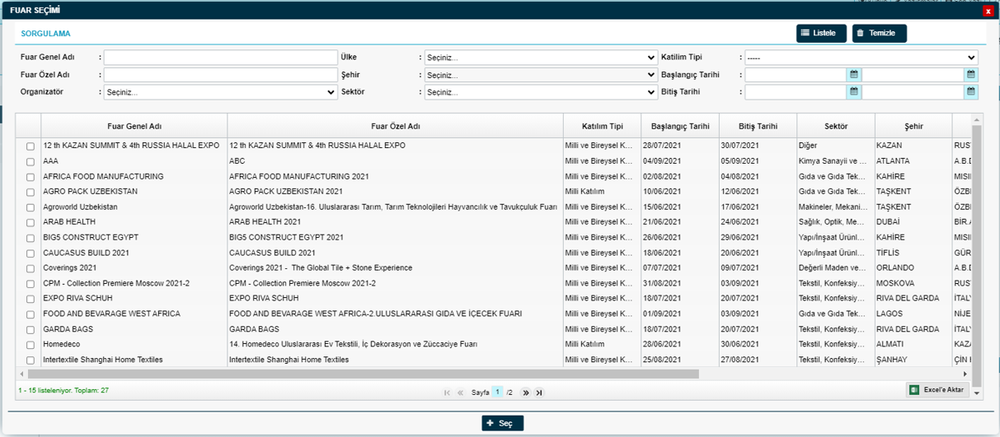 FUAR SEÇİMİ
x
SORGULAMA
Listele Temizle
Fuar Genel Adı : Ülke : Seçiniz... Katilim Tipi : -----
Fuar Özel Adı : Şehir : Seçiniz... Başlangıç Tarihi :
Organizatör : Seçiniz... Sektör : Seçiniz... Bitiş Tarihi :
Fuar Genel Adı Fuar Özel Adı Katılım Tipi Başlangıç Tarihi Bitiş Tarihi Sektör Şehir
12 th KAZAN SUMMIT & 4th RUSSIA HALAL EXPO 12 th KAZAN SUMMIT & 4th RUSSIA HALAL EXPO Milli ve Bireysel K... 28/07/2021 30/07/2021 Diğer KAZAN RUS
AAA ABC Milli ve Bireysel K... 04/09/2021 05/09/2021 Kimya Sanayii ve ... ATLANTA A.B.D
AFRICA FOOD MANUFACTURING AFRICA FOOD MANUFACTURING 2021 Milli ve Bireysel K... 02/08/2021 04/08/2021 Gıda ve Gıda Tek... KAHİRE MISI
AGRO PACK UZBEKISTAN AGRO PACK UZBEKISTAN 2021 Milli Katılım 10/06/2021 12/06/2021 Gıda ve Gıda Tek... TAŞKENT ÖZB
Agroworld Uzbekistan Agroworld Uzbekistan-16. Uluslararası Tarım, Tarım Teknolojileri Hayvancılık ve Tavukçuluk Fuarı Milli ve Bireysel K... 15/06/2021 17/06/2021 Makineler, Mekani... TAŞKENT ÖZB
ARAB HEALTH ARAB HEALTH 2021 Milli ve Bireysel K... 21/06/2021 24/06/2021 Sağlık, Optik, Me... DUBAİ BİR.
BIG5 CONSTRUCT EGYPT BIG5 CONSTRUCT EGYPT 2021 Milli ve Bireysel K... 26/06/2021 29/06/2021 Yapı/İnşaat Ürünl... KAHİRE MISI
CAUCASUS BUILD 2021 CAUCASUS BUILD 2021 Milli ve Bireysel K... 18/06/2021 20/06/2021 Yapı/İnşaat Ürünl... TİFLİS GÜR
Coverings 2021 Coverings 2021 - The Global Tile + Stone Experience Milli ve Bireysel K... 07/07/2021 09/07/2021 Değerli Maden ve... ORLANDO A.B.D
CPM - Collection Premiere Moscow 2021-2 CPM - Collection Premiere Moscow 2021-2 Milli ve Bireysel K... 31/08/2021 03/09/2021 Tekstil, Konfeksiy... MOSKOVA RUS
EXPO RIVA SCHUH EXPO RIVA SCHUH Milli ve Bireysel K... 18/07/2021 20/07/2021 Tekstil, Konfeksiy... RIVA DEL GARDA İTAL
FOOD AND BEVARAGE WEST AFRICA FOOD AND BEVARAGE WEST AFRICA-2.ULUSLARARASI GIDA VE İÇECEK FUARI Milli ve Bireysel K... 01/09/2021 03/09/2021 Gıda ve Gıda Tek... LAGOS NİJE
GARDA BAGS GARDA BAGS Milli ve Bireysel K... 18/07/2021 20/07/2021 Tekstil, Konfeksiy... RIVA DEL GARDA İTAL
Homedeco 14. Homedeco Uluslararası Ev Tekstili, İç Dekorasyon ve Züccaciye Fuarı Milli Katılım 28/06/2021 30/06/2021 Tekstil, Konfeksiy... ALMATI KAZ
Intertextile Shanghai Home Textiles Intertextile Shanghai Home Textiles Milli ve Bireysel K... 25/08/2021 27/08/2021 Tekstil, Konfeksiy... ŞANHAY ÇİN
1 - 15 listeleniyor. Toplam: 27 Sayfa 1 /2 Excel'e Aktar
Seç